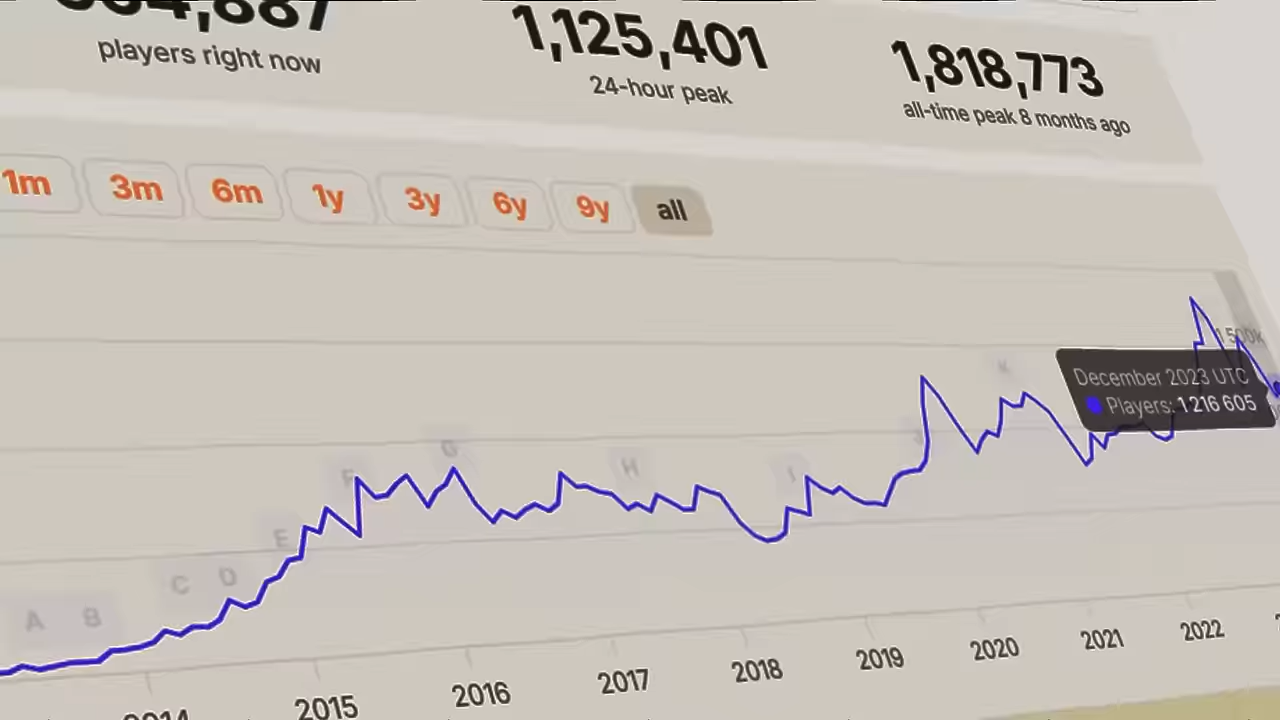 1,125,401
1,818,773
players right now
24-hour peak
all-time peak 8 months ago
1m 3m 6m 1y 3y 6y 9y all
December 2023 UTC
Players: 1 216 605
K
G
F
H
E
C D
A B
2015 2016 2017 2018 2019 2020 2021 2022